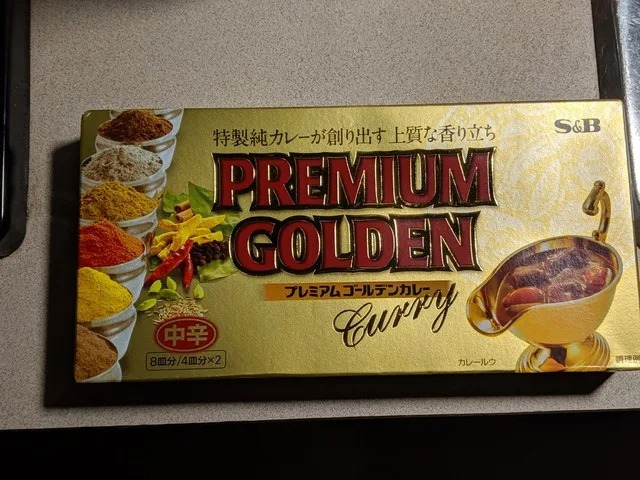 特製純カレーが創り出す 上質な香り立ち
S&B
PREMIUM
GOLDEN
プレミアム ゴールデンカレー
Curry
中辛
8皿分/4皿分×2
カレールウ